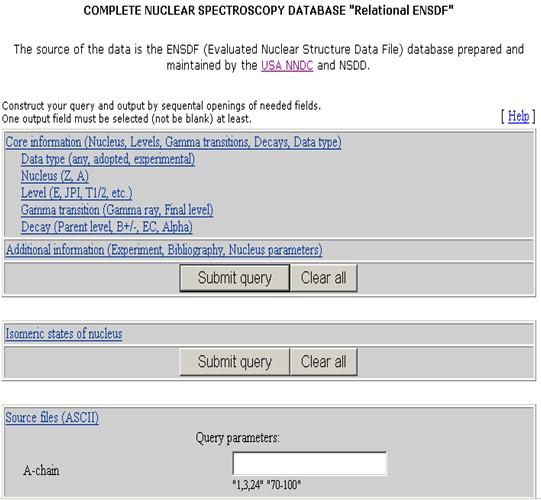 COMPLETE NUCLEAR SPECTROSCOPY DATABASE "Relational ENSDF"
The source of the data is the ENSDF (Evaluated Nuclear Structure Data File) database prepared and
maintained by the USA NNDC and NSDD.
Construct your query and output by sequential openings of needed fields.
One output field must be selected (not be blank) at least.
[ Help ]
Core information (Nucleus, Levels, Gamma transitions, Decays, Data type)
Data type (any, adopted, experimental)
Nucleus (Z, A)
Level (E, JPI, T1/2, etc.)
Gamma transition (Gamma ray, Final level)
Decay (Parent level, B+/-, EC, Alpha)
Additional information (Experiment, Bibliography, Nucleus parameters)
Submit query Clear all
Isomeric states of nucleus
Submit query Clear all
Source files (ASCII)
Query parameters:
A-chain
"1,3,24" "70-100"